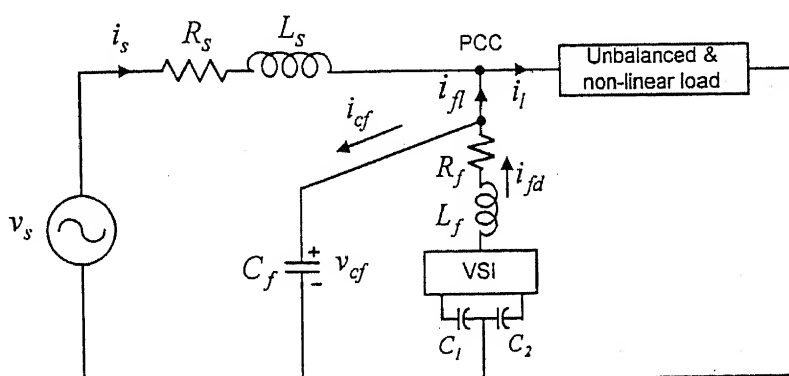 i_s R_s L_s PCC Unbalanced &
non-linear load
i_cf i_fl i_l
R_f i_fd
v_s L_f
C_f + v_cf VSI
-
C_1 C_2